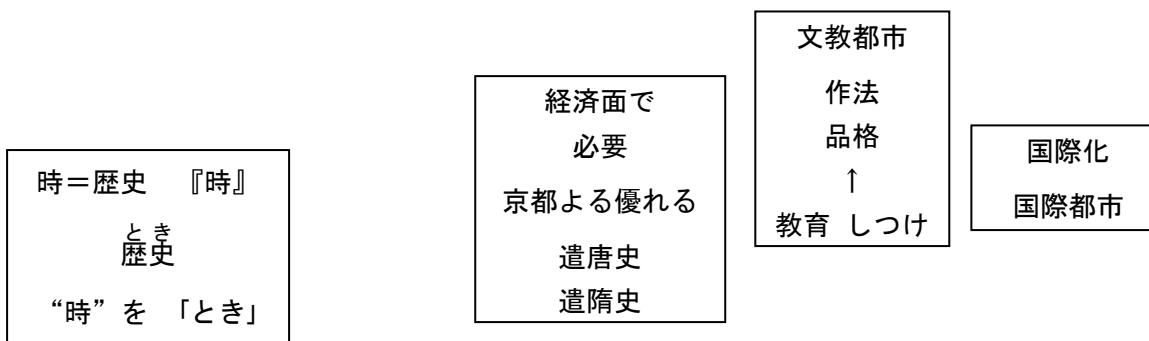 時＝歴史　『時』
とき
歴史
“時”を　「とき」
経済面で
必要
京都よる優れる
遣唐史
遣隋史
文教都市
作法
品格
↑
教育 しつけ
国際化
国際都市